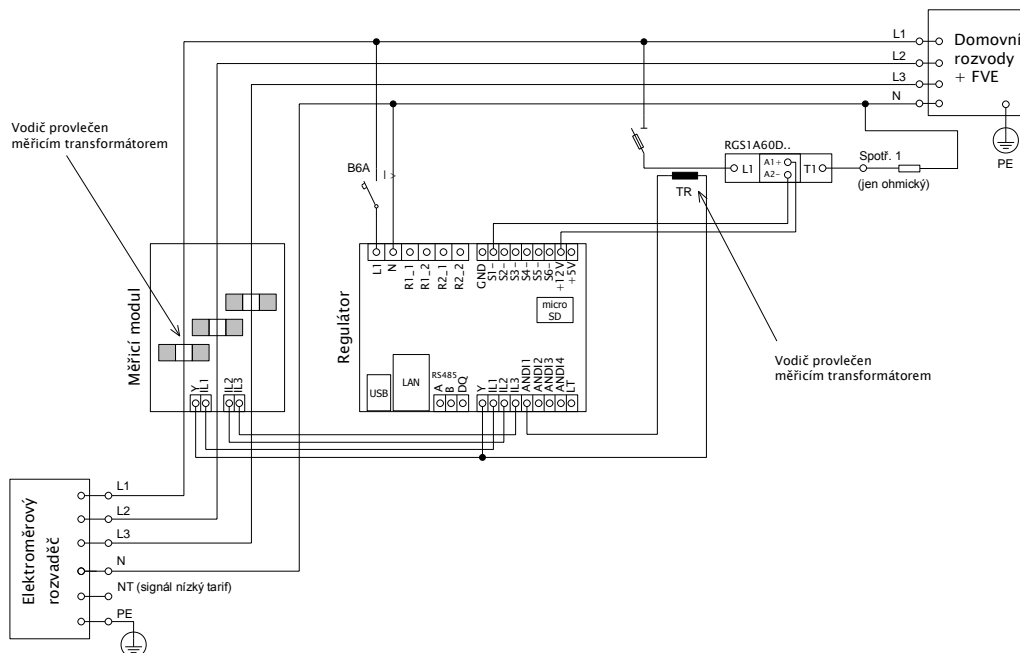 L1
L2
L3
N
Domovní
rozvody
+ FVE
PE
Vodič provlečen
měřicím transformátorem
B6A
I >
RGS1A60D..
L1
A1+
A2-
T1
Spotř. 1
(jen ohmický)
TR
Měřicí modul
Y
IL1
IL2
IL3
Regulátor
L1
N
R1_1
R1_2
R2_1
R2_2
GND
S1-
S2-
S3-
S4-
S5-
S6-
+12V
+5V
micro
SD
USB
LAN
RS485
A
B
DQ
Y
IL1
IL2
IL3
ANDI1
ANDI2
ANDI3
ANDI4
LT
Vodič provlečen
měřicím transformátorem
Elektroměrový
rozvaděč
L1
L2
L3
N
NT (signál nízký tarif)
PE